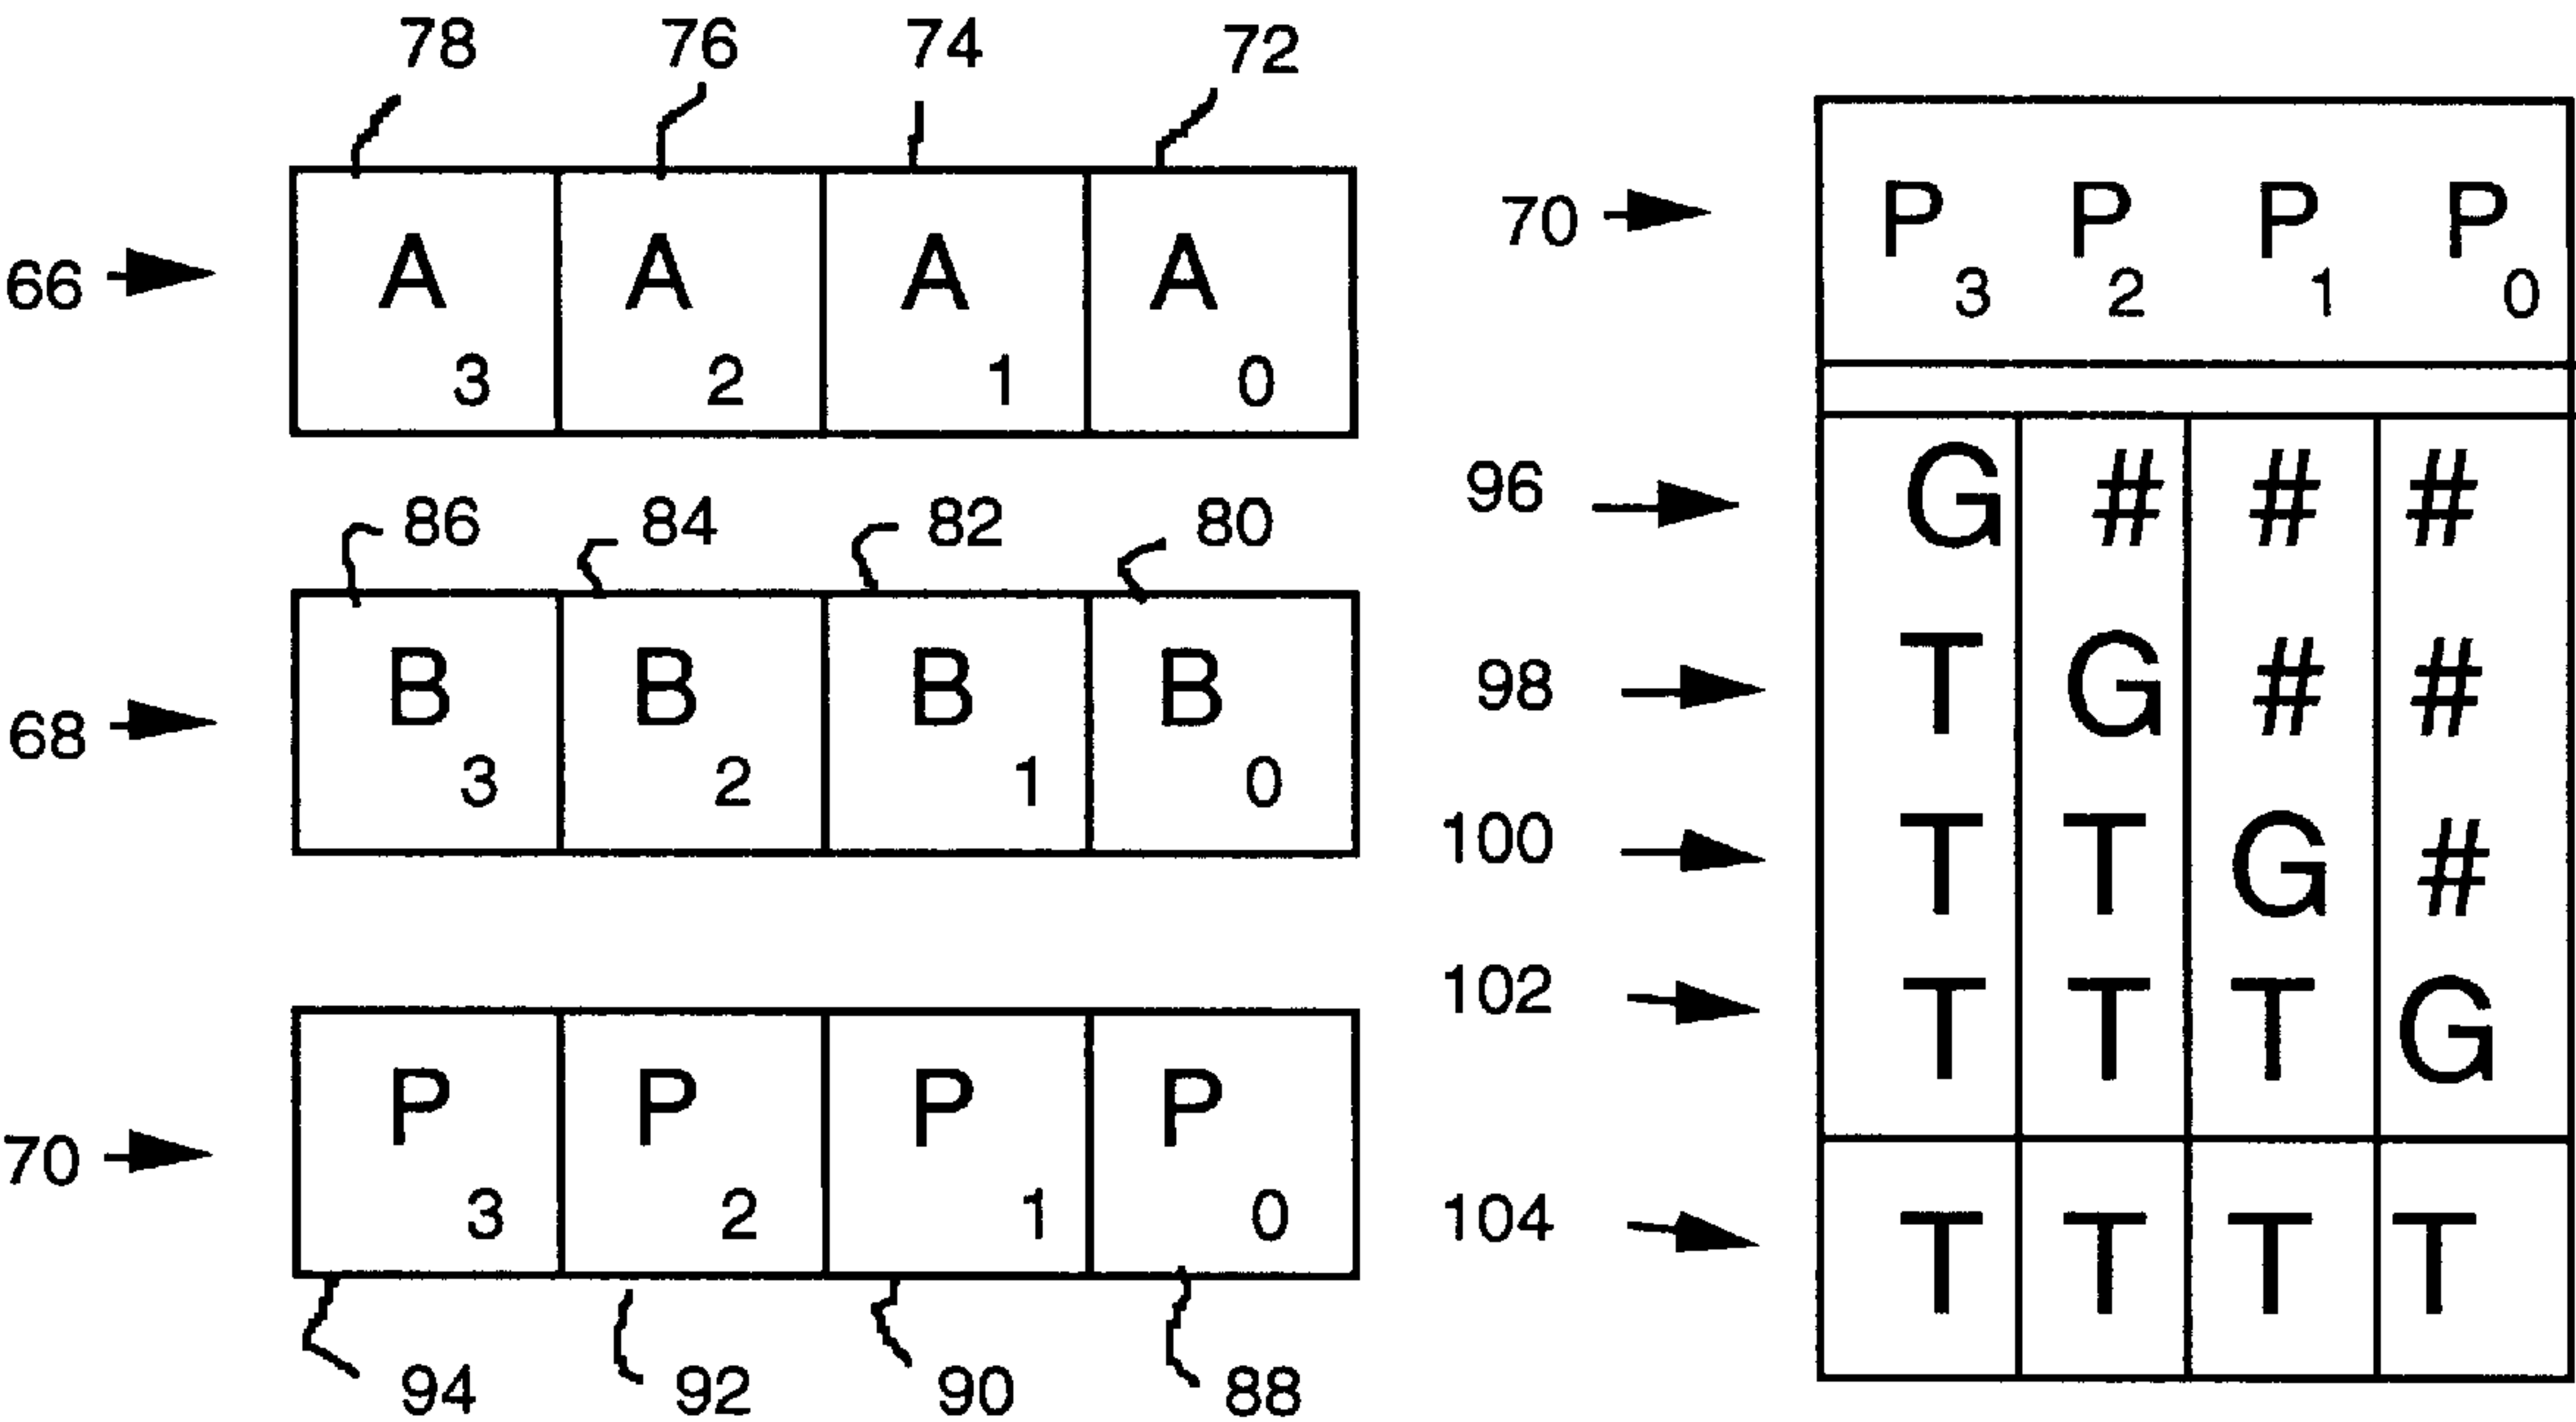 78 76 74 72
66 A3 A2 A1 A0
86 84 82 80
68 B3 B2 B1 B0
70 P3 P2 P1 P0
94 92 90 88
70 P3 P2 P1 P0
96 G # # #
98 T G # #
100 T T G #
102 T T T G
104 T T T T